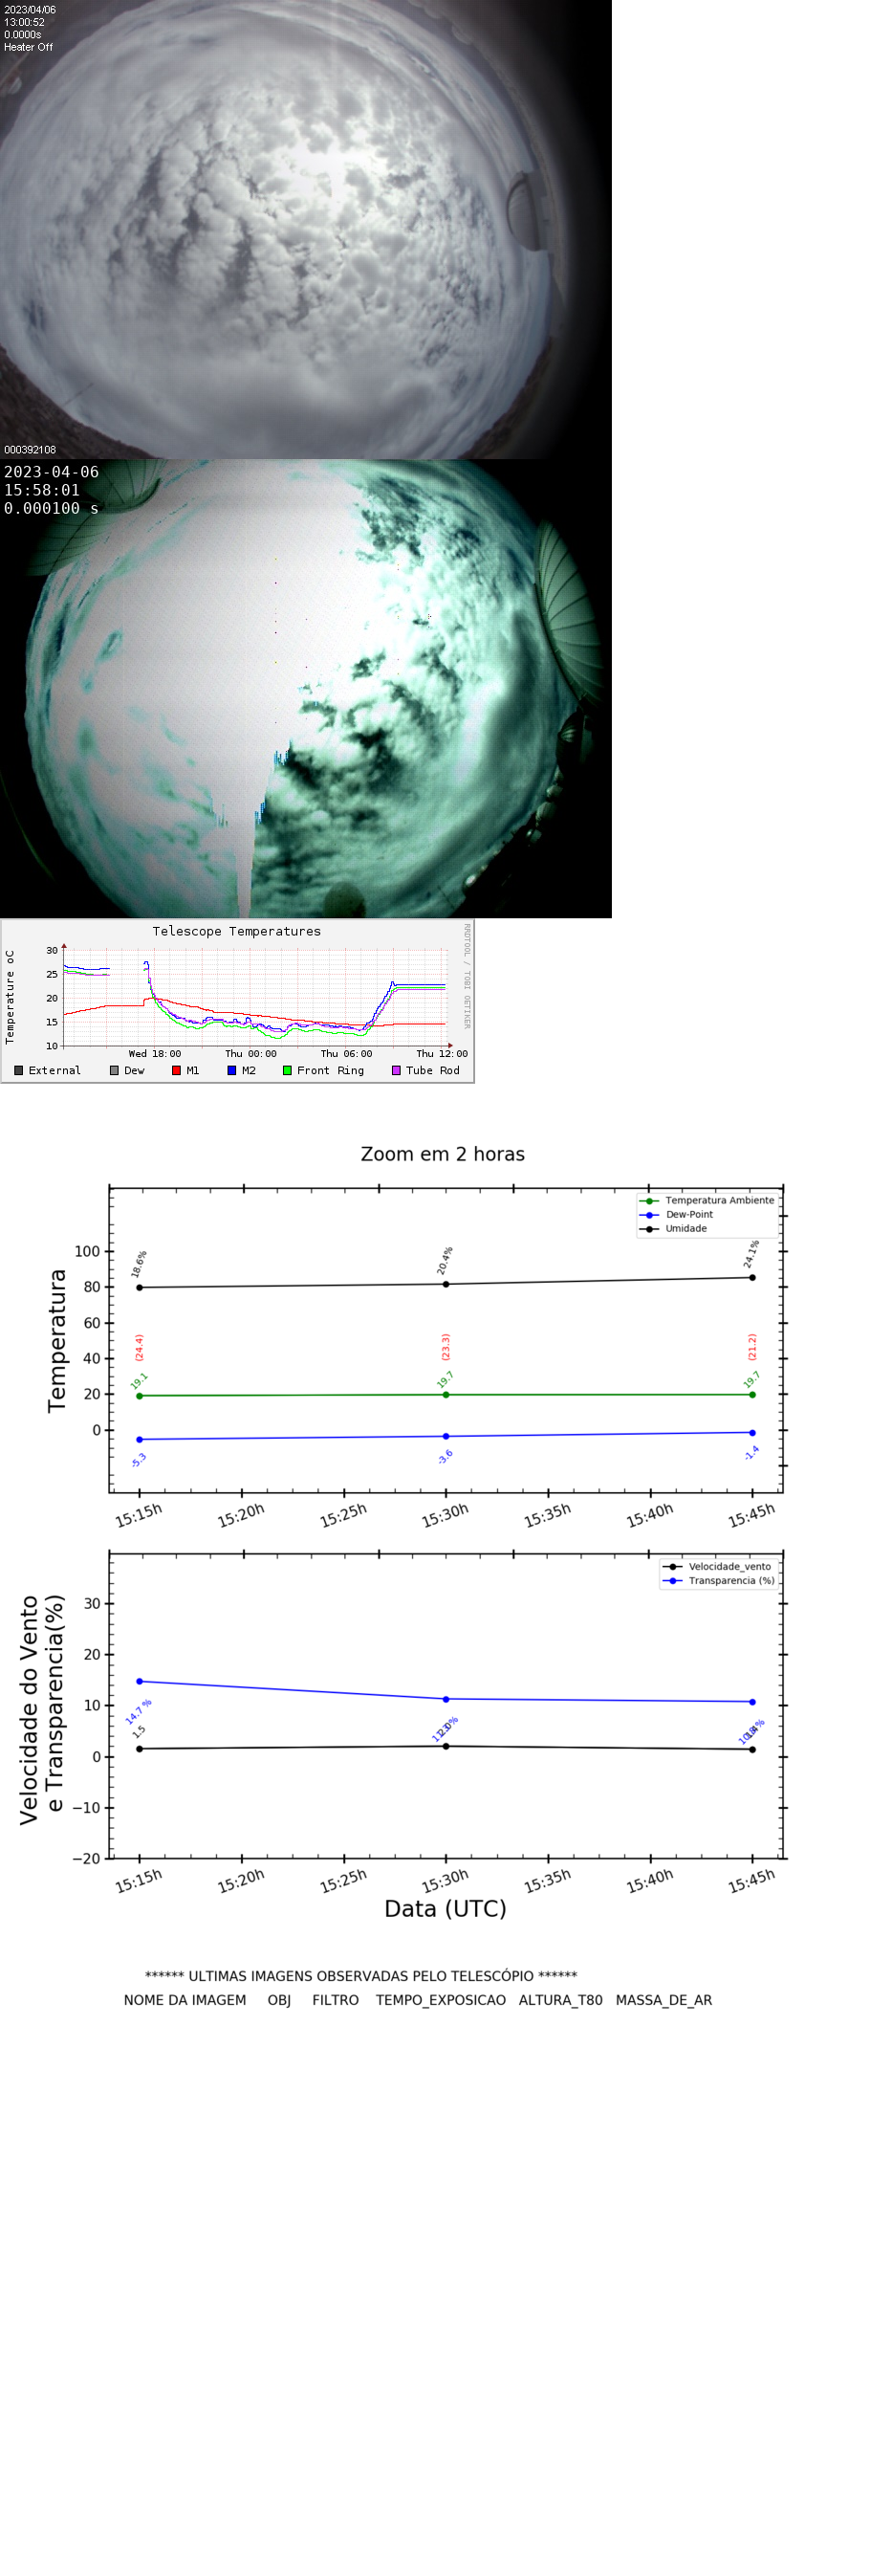 2023/04/06
13:00:52
0.0000s
Heater Off
000392108
2023-04-06
15:58:01
0.000100 s
Telescope Temperatures
RRDTOOL / TOBI OETIKER
Temperature oC
30
25
20
15
10
Wed 18:00 Thu 00:00 Thu 06:00 Thu 12:00
External Dew M1 M2 Front Ring Tube Rod
Zoom em 2 horas
Temperatura Ambiente
Dew-Point
Umidade
Temperatura
100
80
60
40
20
0
18.6% 20.4% 24.1%
(24.4) (23.3) (21.2)
19.1 19.7 19.7
-5.3 -3.6 -1.4
15:15h 15:20h 15:25h 15:30h 15:35h 15:40h 15:45h
Velocidade_vento
Transparencia (%)
Velocidade do Vento
e Transparencia(%)
30
20
10
0
−10
−20
14.7 %
1.5 2.0
15:15h 15:20h 15:25h 15:30h 15:35h 15:40h 15:45h
Data (UTC)
****** ULTIMAS IMAGENS OBSERVADAS PELO TELESCÓPIO ******
NOME DA IMAGEM OBJ FILTRO TEMPO_EXPOSICAO ALTURA_T80 MASSA_DE_AR